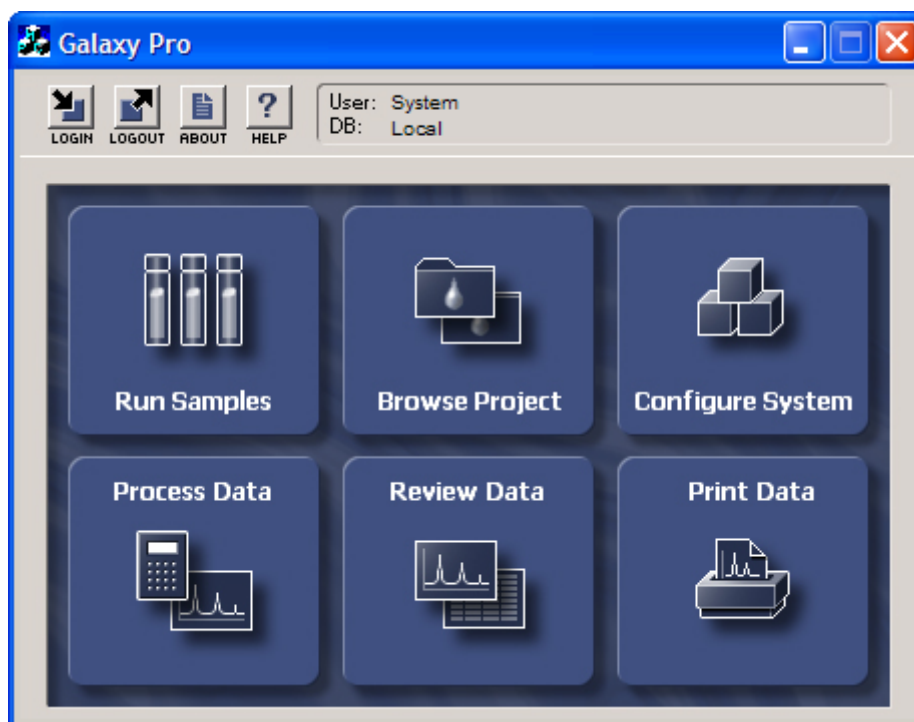 Galaxy Pro
LOGIN LOGOUT ABOUT HELP
User: System
DB: Local
Run Samples Browse Project Configure System
Process Data Review Data Print Data